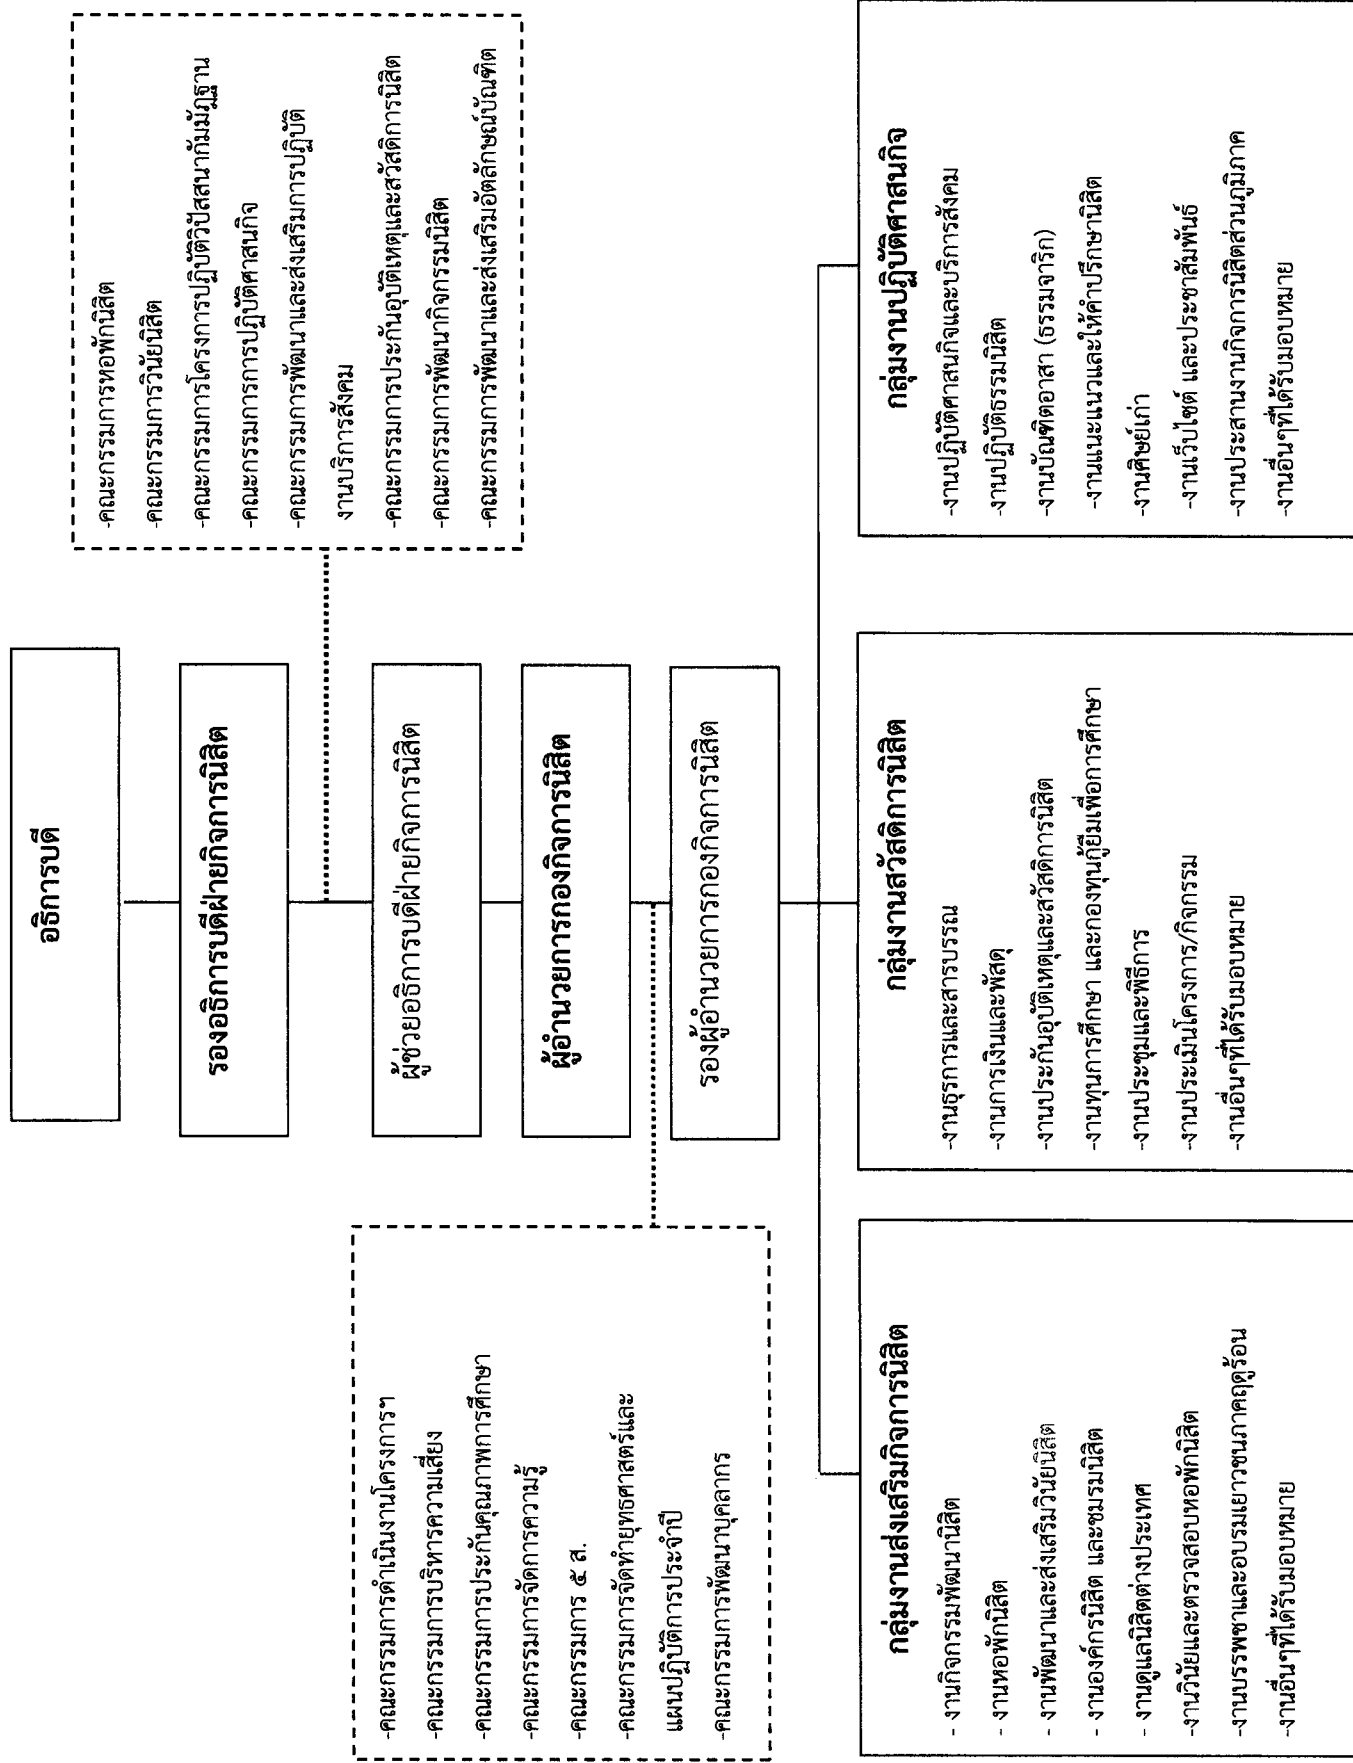 อธิการบดี
รองอธิการบดีฝ่ายกิจการนิสิต
-คณะกรรมการหอพักนิสิต
-คณะกรรมการวินัยนิสิต
-คณะกรรมการโครงการปฏิบัติวิปัสสนากัมมัฏฐาน
-คณะกรรมการการปฏิบัติศาสนกิจ
-คณะกรรมการพัฒนาและส่งเสริมการปฏิบัติ
งานบริการสังคม
-คณะกรรมการประกันอุบัติเหตุและสวัสดิการนิสิต
-คณะกรรมการพัฒนากิจกรรมนิสิต
-คณะกรรมการพัฒนาและส่งเสริมอัตลักษณ์บัณฑิต
ผู้ช่วยอธิการบดีฝ่ายกิจการนิสิต
ผู้อำนวยการกองกิจการนิสิต
-คณะกรรมการดำเนินงานโครงการฯ
-คณะกรรมการบริหารความเสี่ยง
-คณะกรรมการประกันคุณภาพการศึกษา
-คณะกรรมการจัดการความรู้
-คณะกรรมการ ๕ ส.
-คณะกรรมการจัดทำยุทธศาสตร์และ
แผนปฏิบัติการประจำปี
-คณะกรรมการพัฒนาบุคลากร
รองผู้อำนวยการกองกิจการนิสิต
กลุ่มงานส่งเสริมกิจการนิสิต
- งานกิจกรรมพัฒนานิสิต
- งานหอพักนิสิต
- งานพัฒนาและส่งเสริมวินัยนิสิต
- งานองค์กรนิสิต และชมรมนิสิต
- งานดูแลนิสิตต่างประเทศ
-งานวินัยและตรวจสอบหอพักนิสิต
-งานบรรพชาและอบรมเยาวชนภาคฤดูร้อน
-งานอื่นๆที่ได้รับมอบหมาย
กลุ่มงานสวัสดิการนิสิต
-งานธุรการและสารบรรณ
-งานการเงินและพัสดุ
-งานประกันอุบัติเหตุและสวัสดิการนิสิต
-งานทุนการศึกษา และกองทุนกู้ยืมเพื่อการศึกษา
-งานประชุมและพิธีการ
-งานประเมินโครงการ/กิจกรรม
-งานอื่นๆที่ได้รับมอบหมาย
กลุ่มงานปฏิบัติศาสนกิจ
-งานปฏิบัติศาสนกิจและบริการสังคม
-งานปฏิบัติธรรมนิสิต
-งานบัณฑิตอาสา (ธรรมจาริก)
-งานแนะแนวและให้คำปรึกษานิสิต
-งานศิษย์เก่า
-งานเว็บไซต์ และประชาสัมพันธ์
-งานประสานงานกิจการนิสิตส่วนภูมิภาค
-งานอื่นๆที่ได้รับมอบหมาย